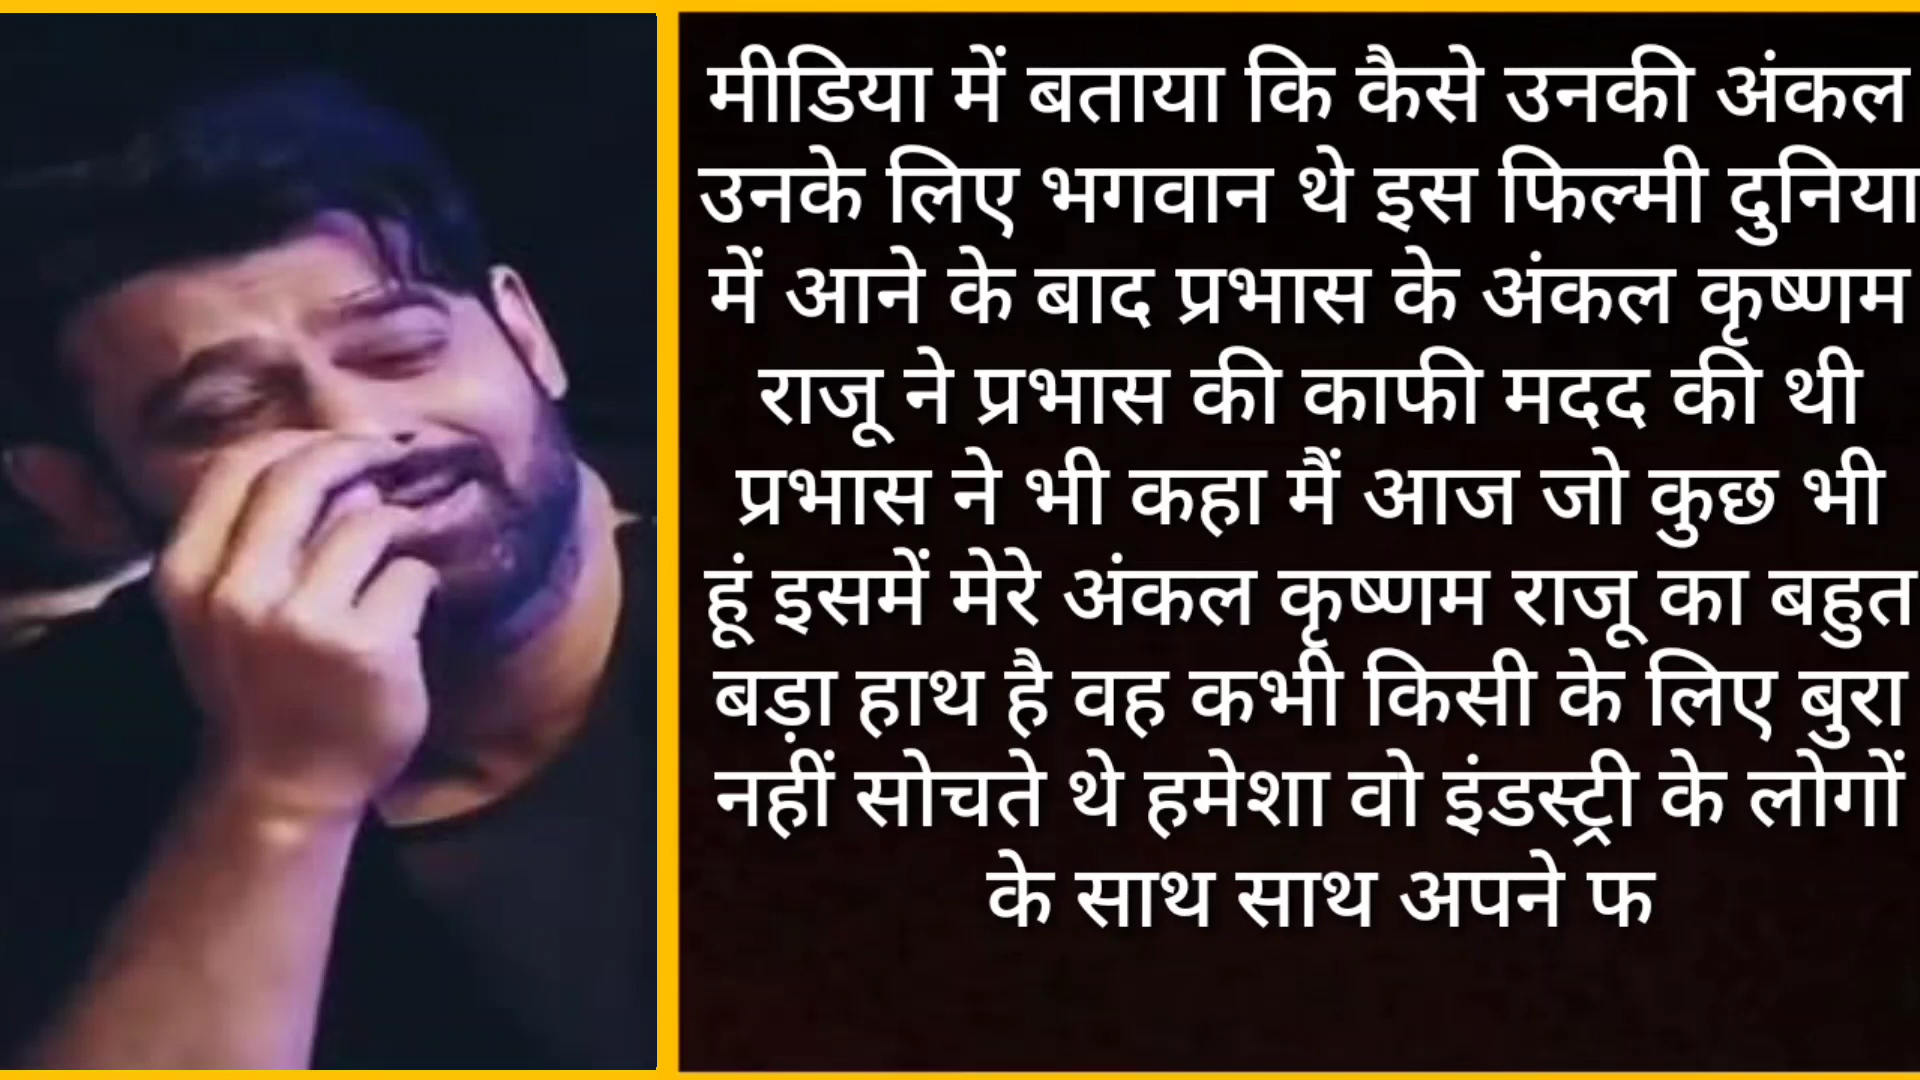 मीडिया में बताया कि कैसे उनकी अंकल
उनके लिए भगवान थे इस फिल्मी दुनिया
में आने के बाद प्रभास के अंकल कृष्णम
राजू ने प्रभास की काफी मदद की थी
प्रभास ने भी कहा मैं आज जो कुछ भी
हूं इसमें मेरे अंकल कृष्णम राजू का बहुत
बड़ा हाथ है वह कभी किसी के लिए बुरा
नहीं सोचते थे हमेशा वो इंडस्ट्री के लोगों
के साथ साथ अपने फ